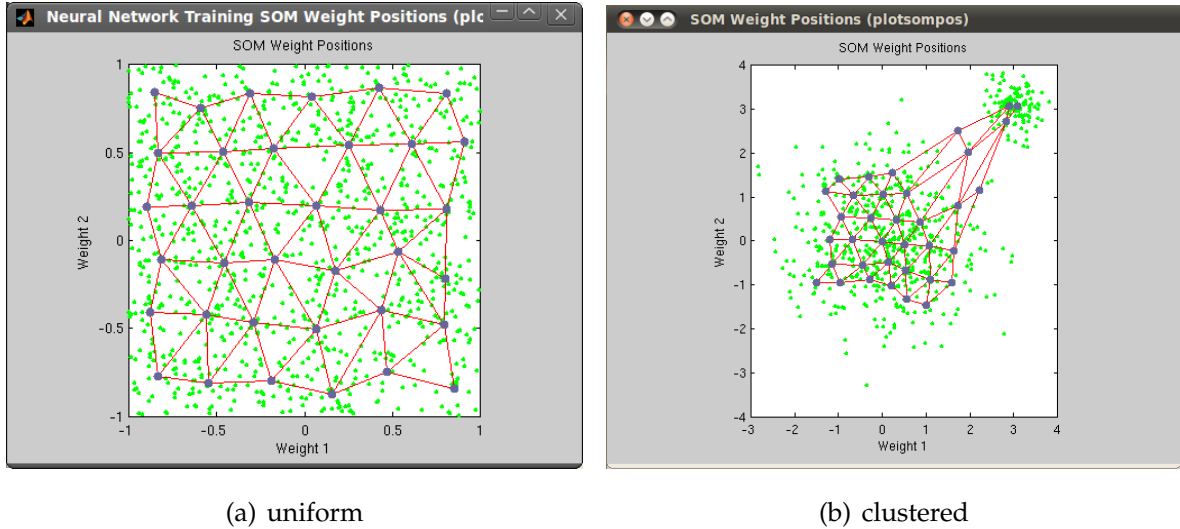 Neural Network Training SOM Weight Positions (plc
SOM Weight Positions
1
0.5
0
-0.5
-1
Weight 2
-1
-0.5
0
0.5
1
Weight 1
(a) uniform
SOM Weight Positions (plotsompos)
SOM Weight Positions
4
3
2
1
0
-1
-2
-3
-4
Weight 2
-3
-2
-1
0
1
2
3
4
Weight 1
(b) clustered